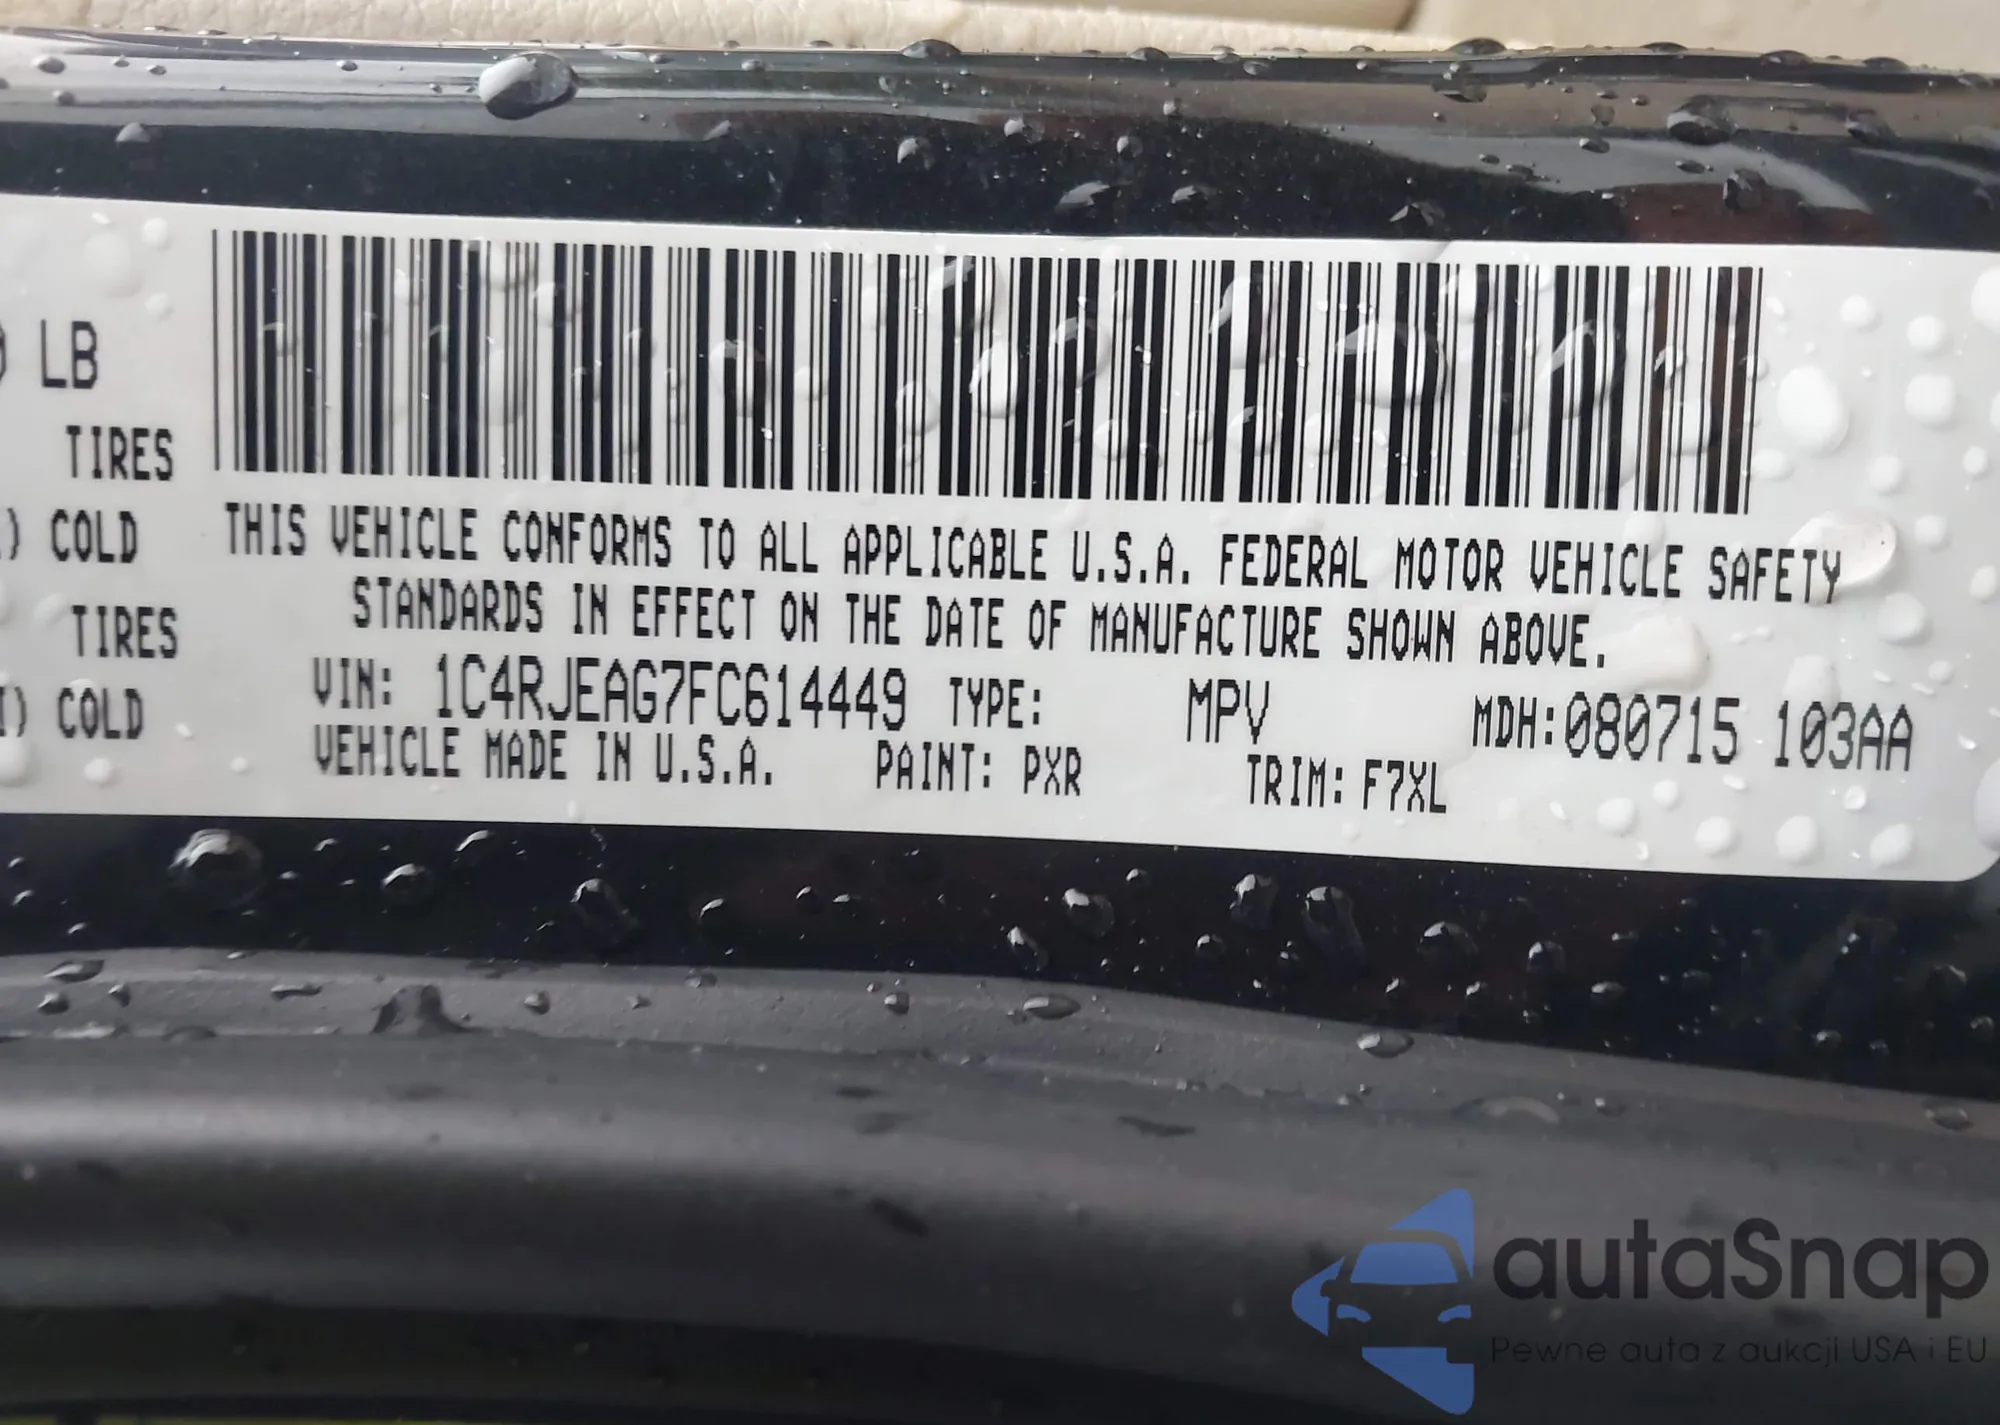 LB
TIRES
COLD
TIRES
COLD
THIS VEHICLE CONFORMS TO ALL APPLICABLE U.S.A. FEDERAL MOTOR VEHICLE SAFETY
STANDARDS IN EFFECT ON THE DATE OF MANUFACTURE SHOWN ABOVE.
VIN: 1C4RJEAG7FC614449 TYPE: MPV MDH:080715 103AA
VEHICLE MADE IN U.S.A. PAINT: PXR TRIM: F7XL
autaSnap
Pewne auta z aukcji USA i EU